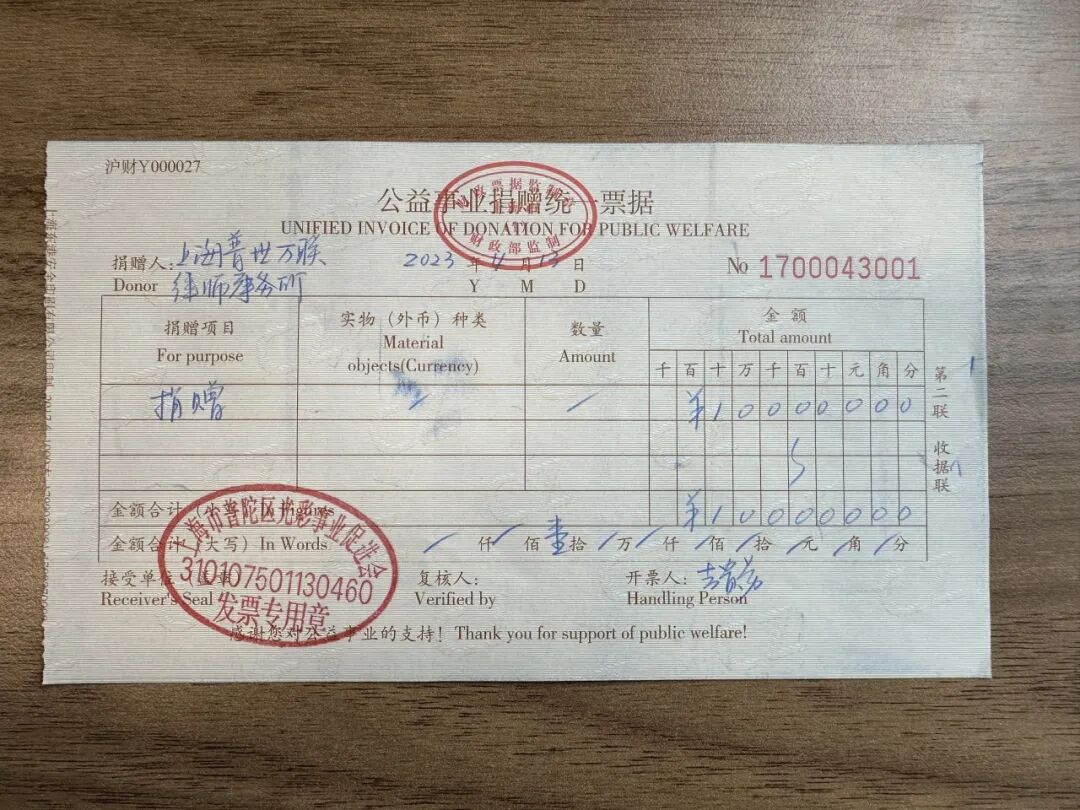 沪财Y000027
公益事业捐赠统一票据
UNIFIED INVOICE OF DONATION FOR PUBLIC WELFARE
财政部监制
捐赠人: 上海普世万联
Donor 律师事务所
2023 年 4 月 13 日
Y M D
No 1700043001
捐赠项目
For purpose
实物（外币）种类
Material
objects(Currency)
数量
Amount
金额
Total amount
千 百 十 万 千 百 十 元 角 分
捐赠
1 0 0 0 0 0 0 0
金额合计（小写）In Figures
1 0 0 0 0 0 0 0
金额合计（大写）In Words 仟 佰 壹拾 万 仟 佰 拾 元 角 分
接受单位（盖章）
Receiver's Seal
复核人:
Verified by
开票人:
Handling Person
感谢您对公益事业的支持！Thank you for support of public welfare!
上海市普陀区光彩事业促进会
310107501130460
发票专用章
第二联 收据联